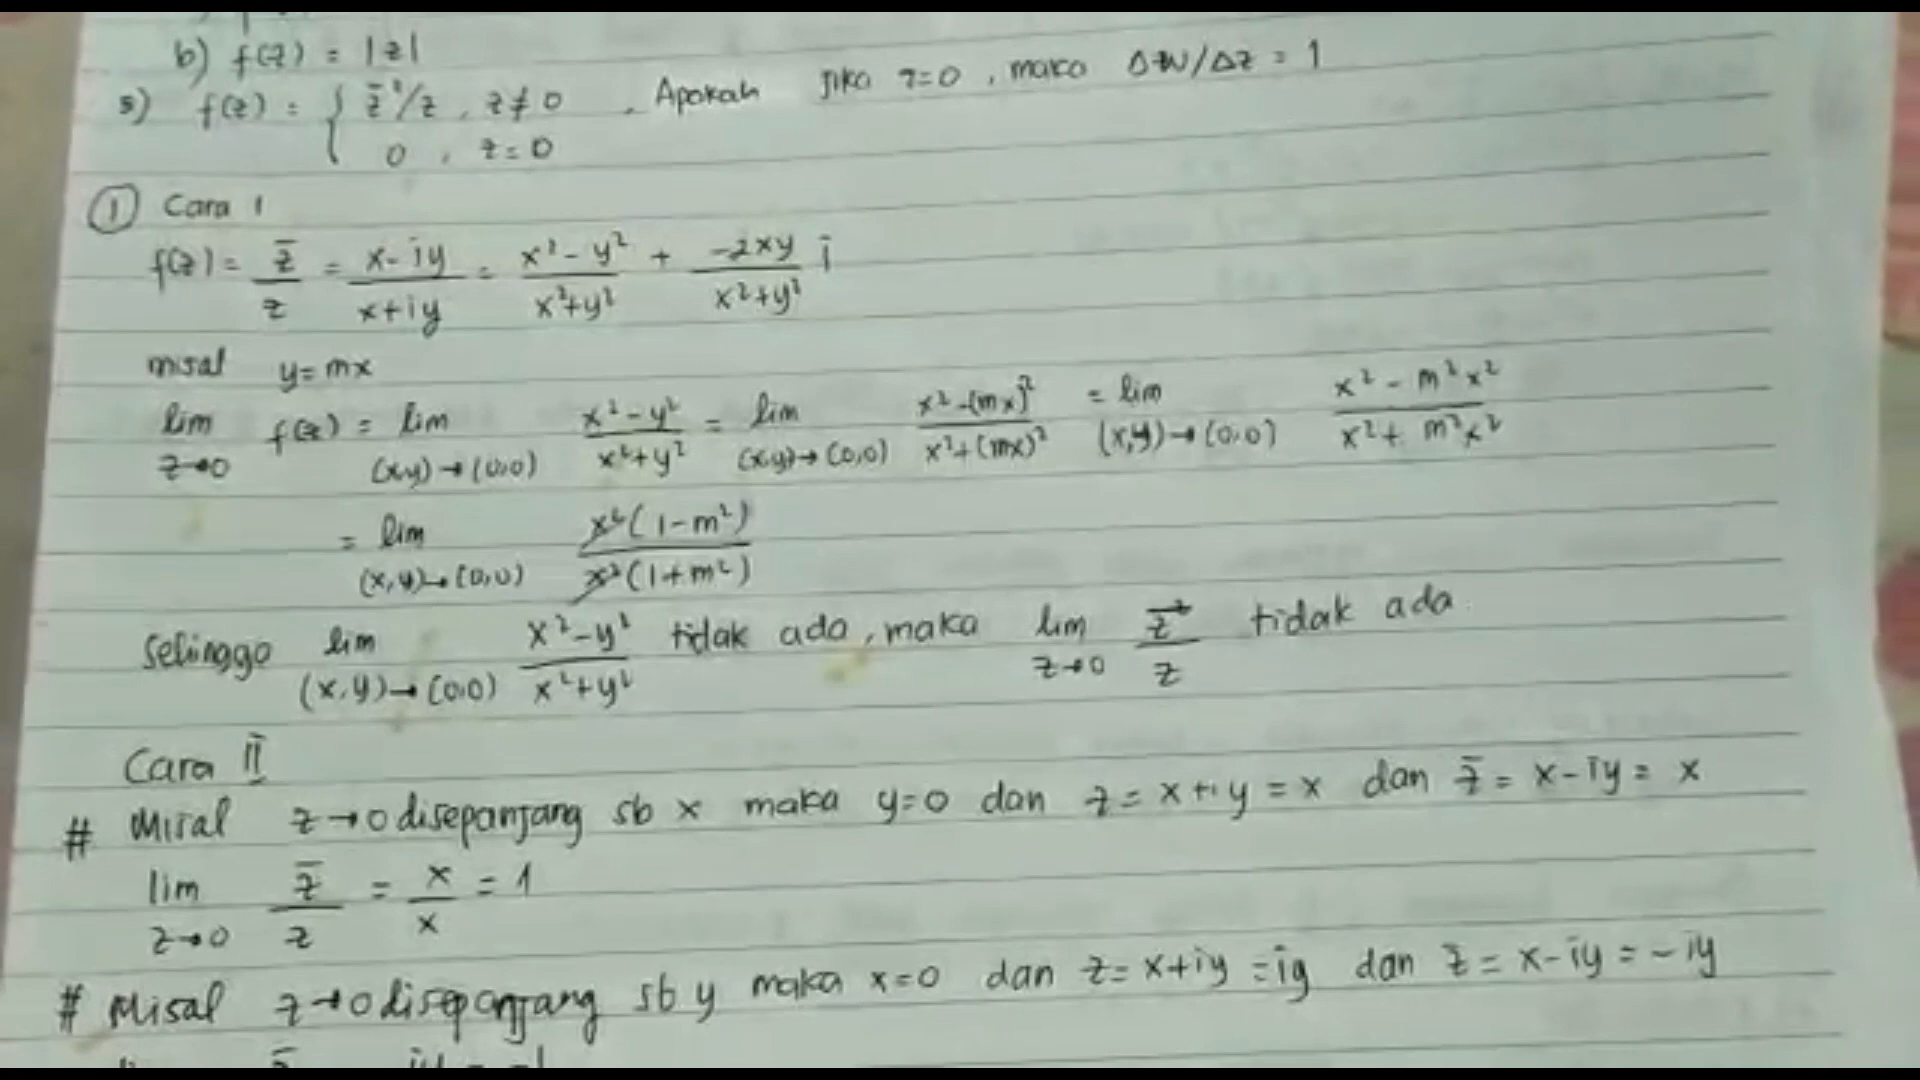 b) f(z) = |z|
5) f(z) = { z̄²/z , z≠0 . Apakah jika z=0 , maka Δw/Δz = 1
0 , z=0
① Cara 1
f(z) = z̄/z = (x-iy)/(x+iy) = (x²-y²)/(x²+y²) + (-2xy)/(x²+y²) i
misal y=mx
lim z→0 f(z) = lim (x,y)→(0,0) (x²-y²)/(x²+y²) = lim (x,y)→(0,0) (x²-(mx)²)/(x²+(mx)²) = lim (x,y)→(0,0) (x²-m²x²)/(x²+m²x²)
= lim (x,y)→(0,0) x²(1-m²)/x²(1+m²)
Sehingga lim (x,y)→(0,0) (x²-y²)/(x²+y²) tidak ada, maka lim z→0 z̄/z tidak ada
Cara II
# Misal z→0 disepanjang sb x maka y=0 dan z = x+iy = x dan z̄ = x-iy = x
lim z→0 z̄/z = x/x = 1
# Misal z→0 disepanjang sb y maka x=0 dan z = x+iy = iy dan z̄ = x-iy = -iy